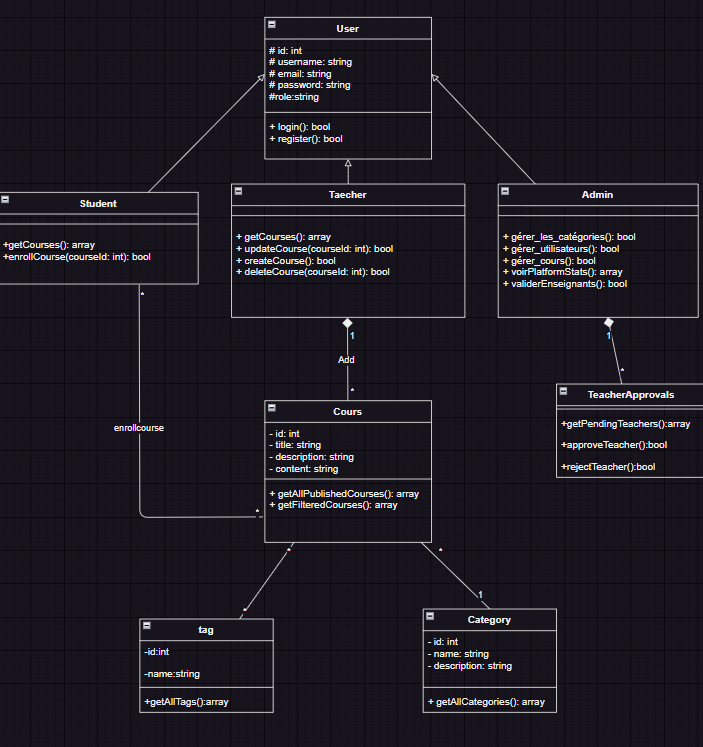 User
# id: int
# username: string
# email: string
# password: string
#role:string
+ login(): bool
+ register(): bool
Student
+getCourses(): array
+enrollCourse(courseId: int): bool
Taecher
+ getCourses(): array
+ updateCourse(courseId: int): bool
+ createCourse(): bool
+ deleteCourse(courseId: int): bool
Admin
+ gérer_les_catégories(): bool
+ gérer_utilisateurs(): bool
+ gérer_cours(): bool
+ voirPlatformStats(): array
+ validerEnseignants(): bool
*
1
Add
*
1
*
TeacherApprovals
+getPendingTeachers():array
+approveTeacher():bool
+rejectTeacher():bool
enrollcourse
*
Cours
- id: int
- title: string
- description: string
- content: string
+ getAllPublishedCourses(): array
+ getFilteredCourses(): array
*
*
*
1
tag
-id:int
-name:string
+getAllTags():array
Category
- id: int
- name: string
- description: string
+ getAllCategories(): array